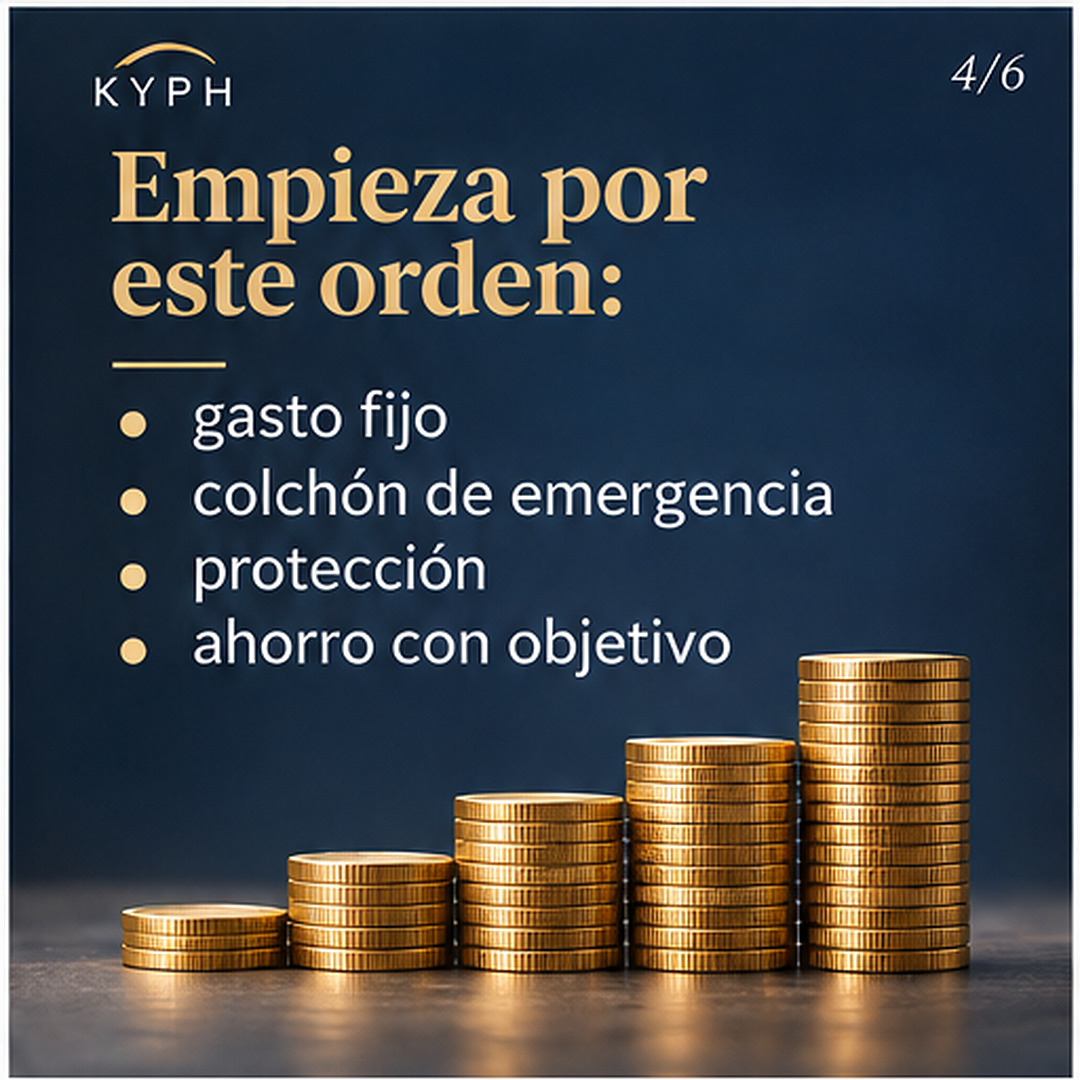 KYPH
4/6
Empieza por
este orden:
gasto fijo
colchón de emergencia
protección
ahorro con objetivo